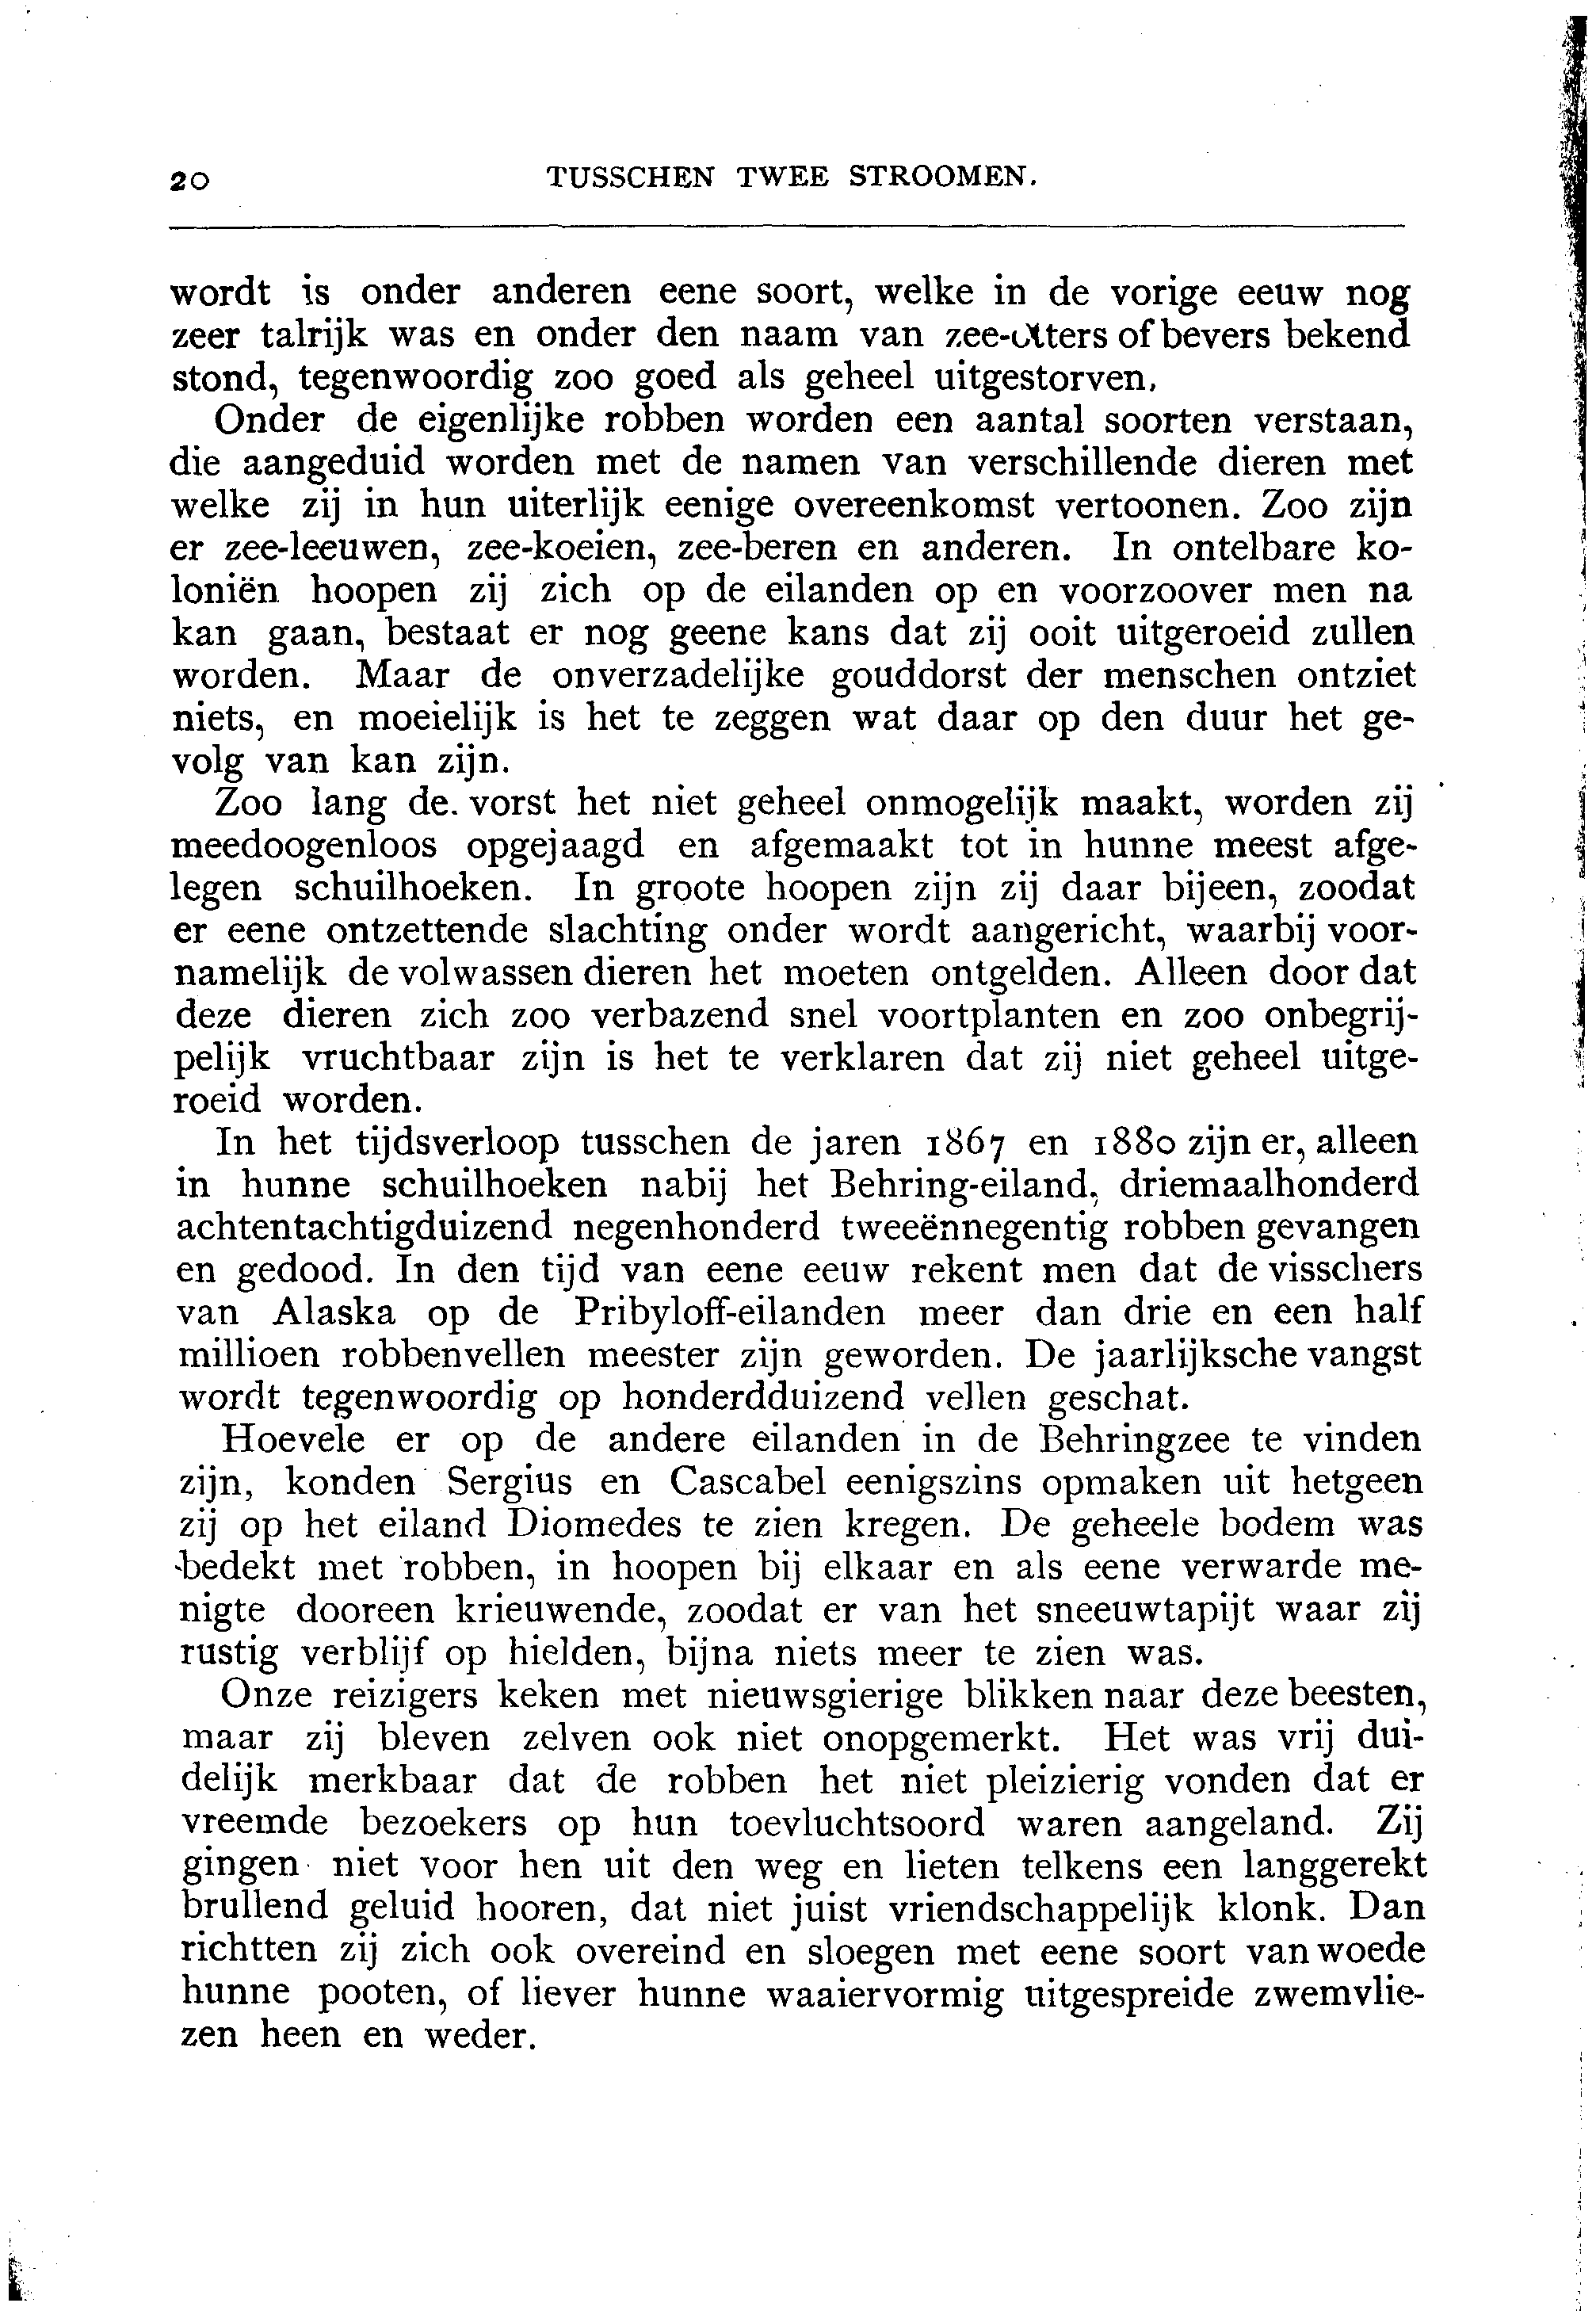 20 TUSSCHEN TWEE STROOMEN.
wordt is onder anderen eene soort, welke in de vorige eeuw nog
zeer talrijk was en onder den naam van zee-otters of bevers bekend
stond, tegenwoordig zoo goed als geheel uitgestorven.
Onder de eigenlijke robben worden een aantal soorten verstaan,
die aangeduid worden met de namen van verschillende dieren met
welke zij in hun uiterlijk eenige overeenkomst vertoonen. Zoo zijn
er zee-leeuwen, zee-koeien, zee-beren en anderen. In ontelbare ko-
loniën hoopen zij zich op de eilanden op en voorzoover men na
kan gaan, bestaat er nog geene kans dat zij ooit uitgeroeid zullen
worden. Maar de onverzadelijke gouddorst der menschen ontziet
niets, en moeielijk is het te zeggen wat daar op den duur het ge-
volg van kan zijn.
Zoo lang de vorst het niet geheel onmogelijk maakt, worden zij
meedoogenloos opgejaagd en afgemaakt tot in hunne meest afge-
legen schuilhoeken. In groote hoopen zijn zij daar bijeen, zoodat
er eene ontzettende slachting onder wordt aangericht, waarbij voor-
namelijk de volwassen dieren het moeten ontgelden. Alleen door dat
deze dieren zich zoo verbazend snel voortplanten en zoo onbegrij-
pelijk vruchtbaar zijn is het te verklaren dat zij niet geheel uitge-
roeid worden.
In het tijdsverloop tusschen de jaren 1867 en 1880 zijn er, alleen
in hunne schuilhoeken nabij het Behring-eiland, driemaalhonderd
achtentachtigduizend negenhonderd tweeënnegentig robben gevangen
en gedood. In den tijd van eene eeuw rekent men dat de visschers
van Alaska op de Pribyloff-eilanden meer dan drie en een half
millioen robbenvellen meester zijn geworden. De jaarlijksche vangst
wordt tegenwoordig op honderdduizend vellen geschat.
Hoevele er op de andere eilanden in de Behringzee te vinden
zijn, konden Sergius en Cascabel eenigszins opmaken uit hetgeen
zij op het eiland Diomedes te zien kregen. De geheele bodem was
bedekt met robben, in hoopen bij elkaar en als eene verwarde me-
nigte dooreen krieuwende, zoodat er van het sneeuwtapijt waar zij
rustig verblijf op hielden, bijna niets meer te zien was.
Onze reizigers keken met nieuwsgierige blikken naar deze beesten,
maar zij bleven zelven ook niet onopgemerkt. Het was vrij dui-
delijk merkbaar dat de robben het niet pleizierig vonden dat er
vreemde bezoekers op hun toevluchtsoord waren aangeland. Zij
gingen niet voor hen uit den weg en lieten telkens een langgerekt
brullend geluid hooren, dat niet juist vriendschappelijk klonk. Dan
richtten zij zich ook overeind en sloegen met eene soort van woede
hunne pooten, of liever hunne waaiervormig uitgespreide zwemvlie-
zen heen en weder.